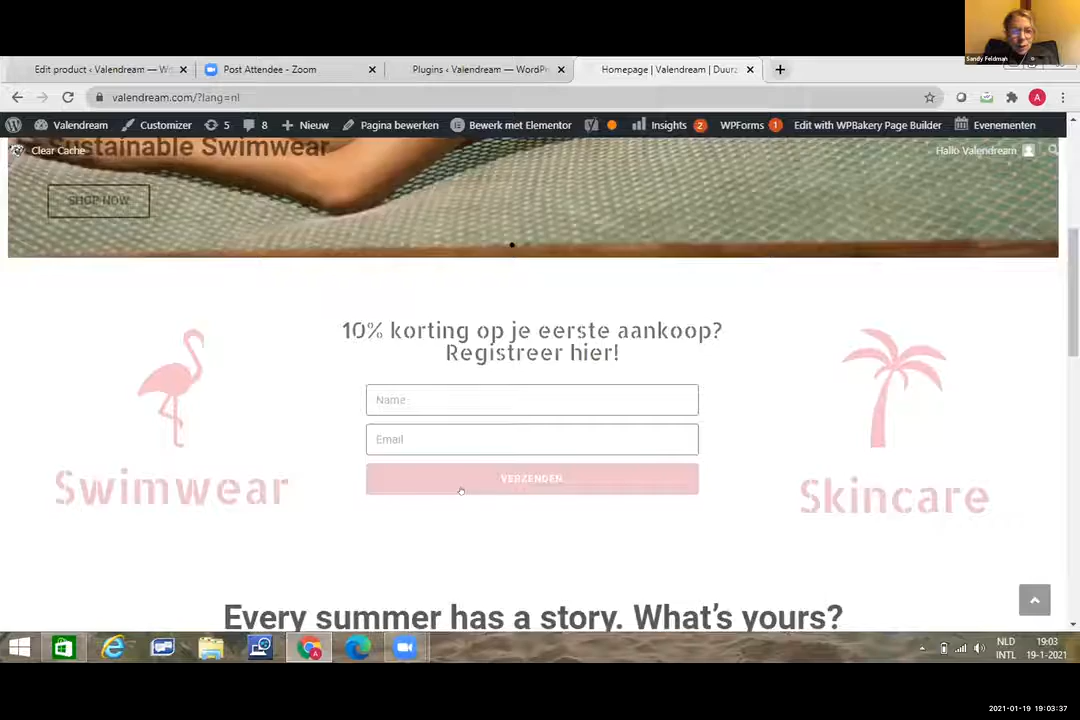 Sandy Feldman
Edit product ‹ Valendream — W
Post Attendee - Zoom
Plugins ‹ Valendream — WordPr
Homepage | Valendream | Duurz
valendream.com/?lang=nl
Valendream
Customizer
5
8
Nieuw
Pagina bewerken
Bewerk met Elementor
Insights 2
WPForms 1
Edit with WPBakery Page Builder
Evenementen
Clear Cache
Hallo Valendream
stainable Swimwear
SHOP NOW
10% korting op je eerste aankoop?
Registreer hier!
Name
Email
VERZENDEN
Swimwear
Skincare
Every summer has a story. What's yours?
NLD
INTL
19:03
19-1-2021
2021-01-19 19:03:37